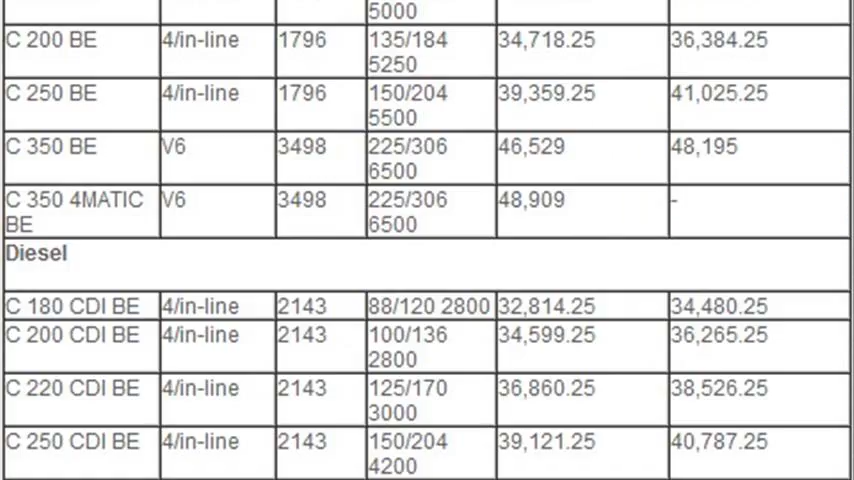 5000
C 200 BE 4/in-line 1796 135/184 34,718.25 36,384.25
5250
C 250 BE 4/in-line 1796 150/204 39,359.25 41,025.25
5500
C 350 BE V6 3498 225/306 46,529 48,195
6500
C 350 4MATIC V6 3498 225/306 48,909 -
BE 6500
Diesel
C 180 CDI BE 4/in-line 2143 88/120 2800 32,814.25 34,480.25
C 200 CDI BE 4/in-line 2143 100/136 34,599.25 36,265.25
2800
C 220 CDI BE 4/in-line 2143 125/170 36,860.25 38,526.25
3000
C 250 CDI BE 4/in-line 2143 150/204 39,121.25 40,787.25
4200